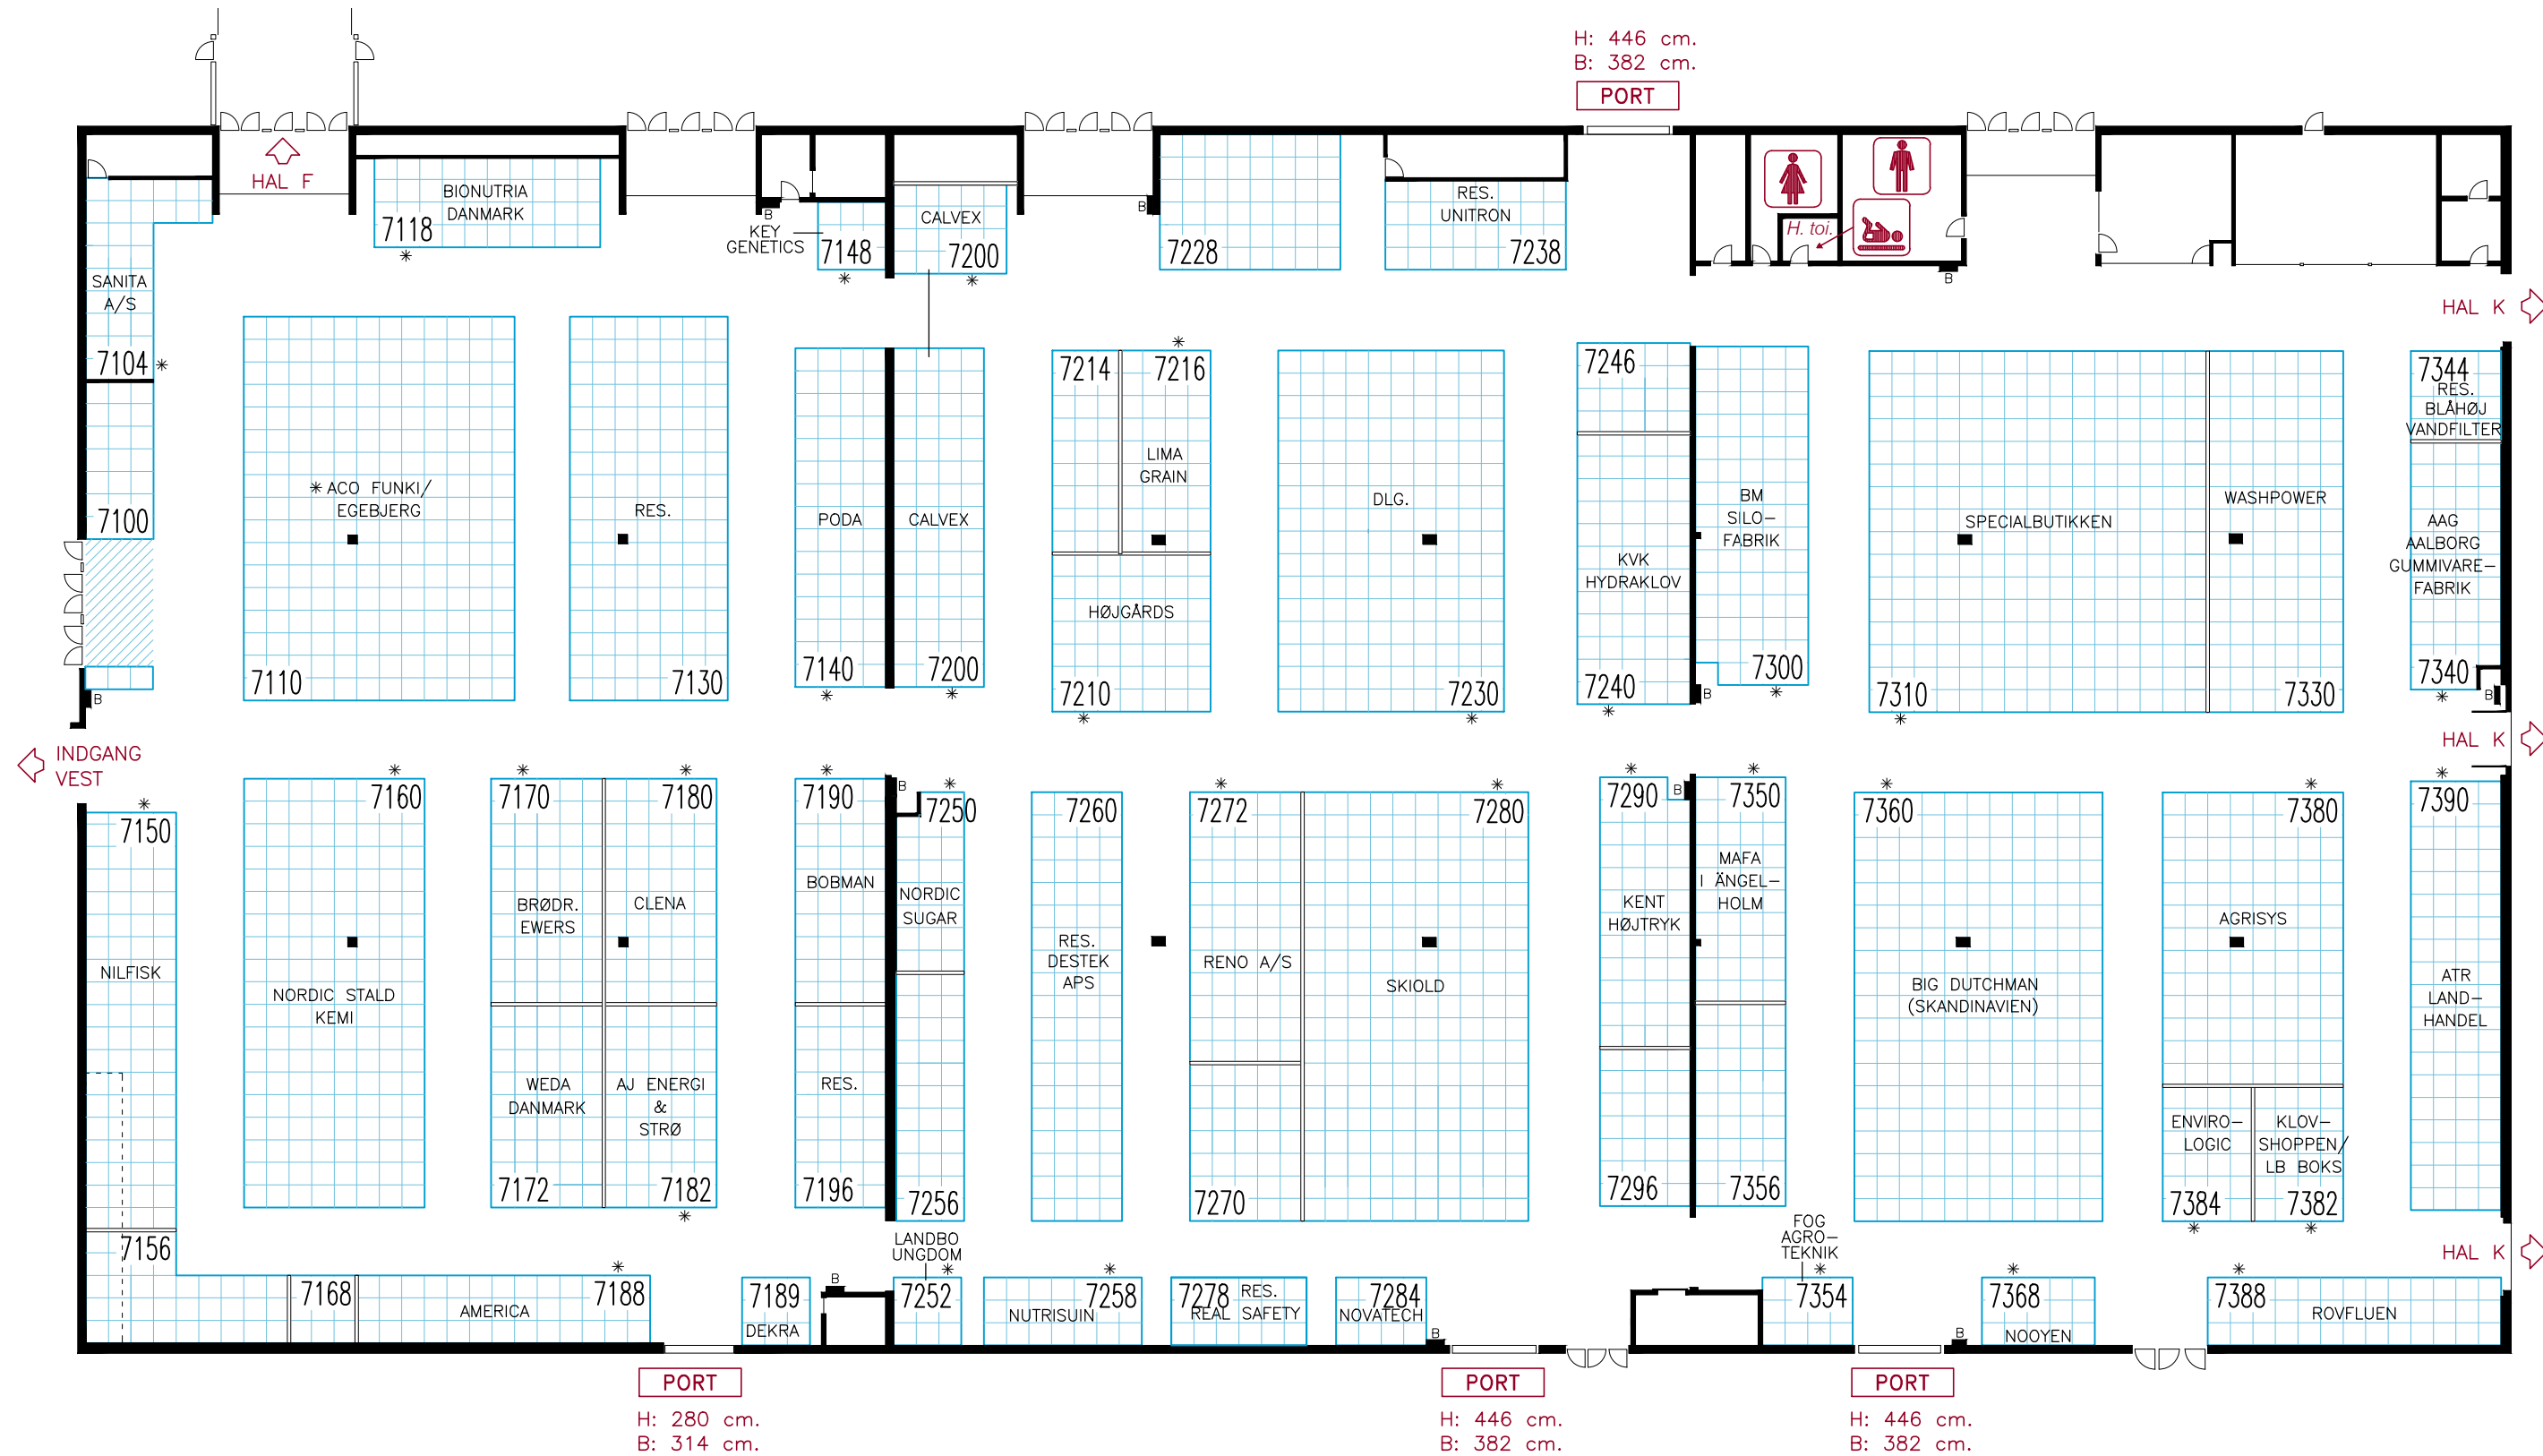 H: 446 cm.
B: 382 cm.
PORT
HAL F
BIONUTRIA
DANMARK
7118
*
B
KEY
GENETICS
7148
*
CALVEX
7200
*
B
7228
RES.
UNITRON
7238
H. toi.
B
HAL K
SANITA
A/S
7104
*
7100
B
* ACO FUNKI/
EGEBJERG
7110
RES.
7130
PODA
7140
*
CALVEX
7200
*
7214
*
7216
LIMA
GRAIN
HØJGÅRDS
7210
*
DLG.
7230
*
7246
KVK
HYDRAKLOV
7240
*
BM
SILO-
FABRIK
7300
*
B
SPECIALBUTIKKEN
7310
*
WASHPOWER
7330
7344
RES.
BLÅHØJ
VANDFILTER
AAG
AALBORG
GUMMIVARE-
FABRIK
7340
*
B
HAL K
INDGANG
VEST
*
7150
NILFISK
7156
*
7160
NORDIC STALD
KEMI
*
7170
BRØDR.
EWERS
WEDA
DANMARK
7172
*
7180
CLENA
AJ ENERGI
&
STRØ
7182
*
*
7190
BOBMAN
RES.
7196
B
*
7250
NORDIC
SUGAR
7256
7260
RES.
DESTEK
APS
*
7272
RENO A/S
7270
*
7280
SKIOLD
*
7290
B
KENT
HØJTRYK
7296
*
7350
MAFA
I ÄNGEL-
HOLM
7356
*
7360
BIG DUTCHMAN
(SKANDINAVIEN)
*
7380
AGRISYS
ENVIRO-
LOGIC
7384
*
KLOV-
SHOPPEN/
LB BOKS
7382
*
*
7390
ATR
LAND-
HANDEL
HAL K
7168
*
7188
AMERICA
7189
DEKRA
B
LANDBO
UNGDOM
*
7252
*
7258
NUTRISUIN
7278
RES.
REAL SAFETY
7284
NOVATECH
B
FOG
AGRO-
TEKNIK
*
7354
B
*
7368
NOOYEN
*
7388
ROVFLUEN
PORT
H: 280 cm.
B: 314 cm.
PORT
H: 446 cm.
B: 382 cm.
PORT
H: 446 cm.
B: 382 cm.